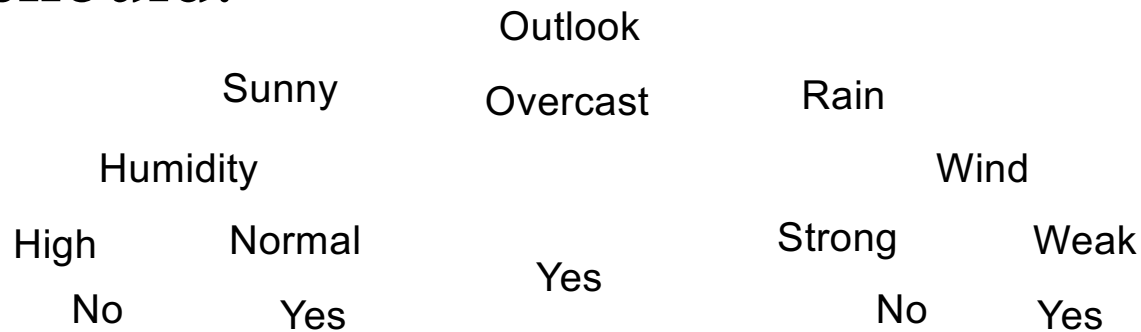 Outlook
Sunny Overcast Rain
Humidity Wind
High Normal Strong Weak
Yes
No Yes No Yes